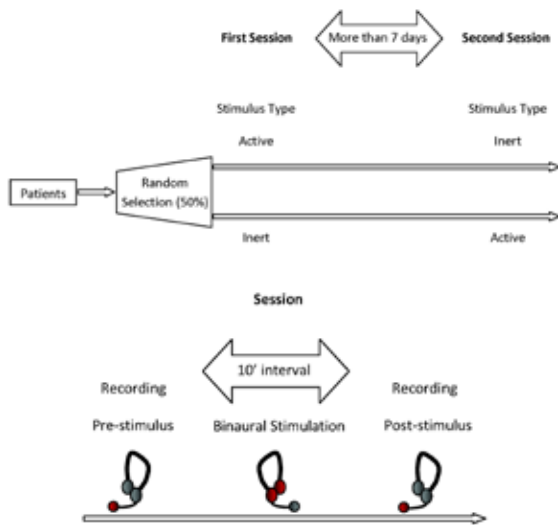 First Session
More than 7 days
Second Session
Stimulus Type
Stimulus Type
Active
Inert
Patients
Random
Selection (50%)
Inert
Active
Session
10' interval
Recording
Recording
Pre-stimulus
Binaural Stimulation
Post-stimulus